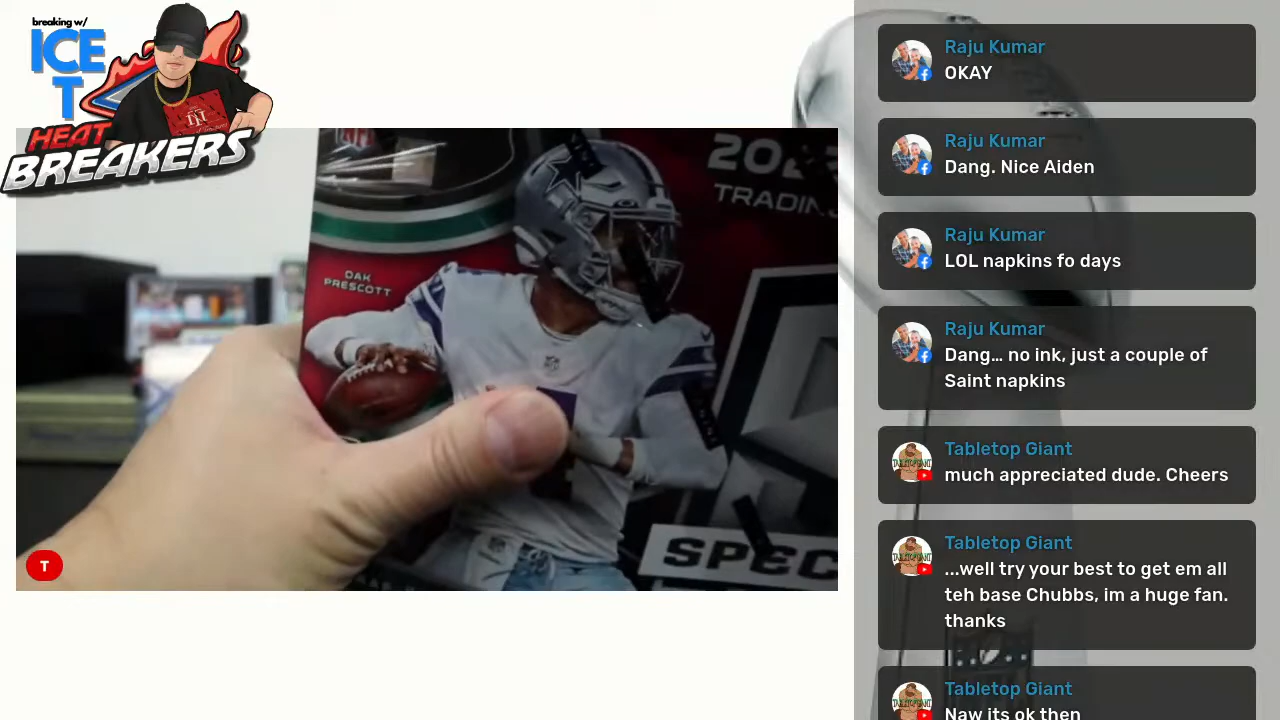 breaking w/
ICE
T
HEAT
BREAKERS
NFL
DAK
PRESCOTT
SPEC
T
Raju Kumar
OKAY
Raju Kumar
Dang. Nice Aiden
Raju Kumar
LOL napkins fo days
Raju Kumar
Dang... no ink, just a couple of
Saint napkins
Tabletop Giant
much appreciated dude. Cheers
Tabletop Giant
...well try your best to get em all
teh base Chubbs, im a huge fan.
thanks
Tabletop Giant
Naw its ok then